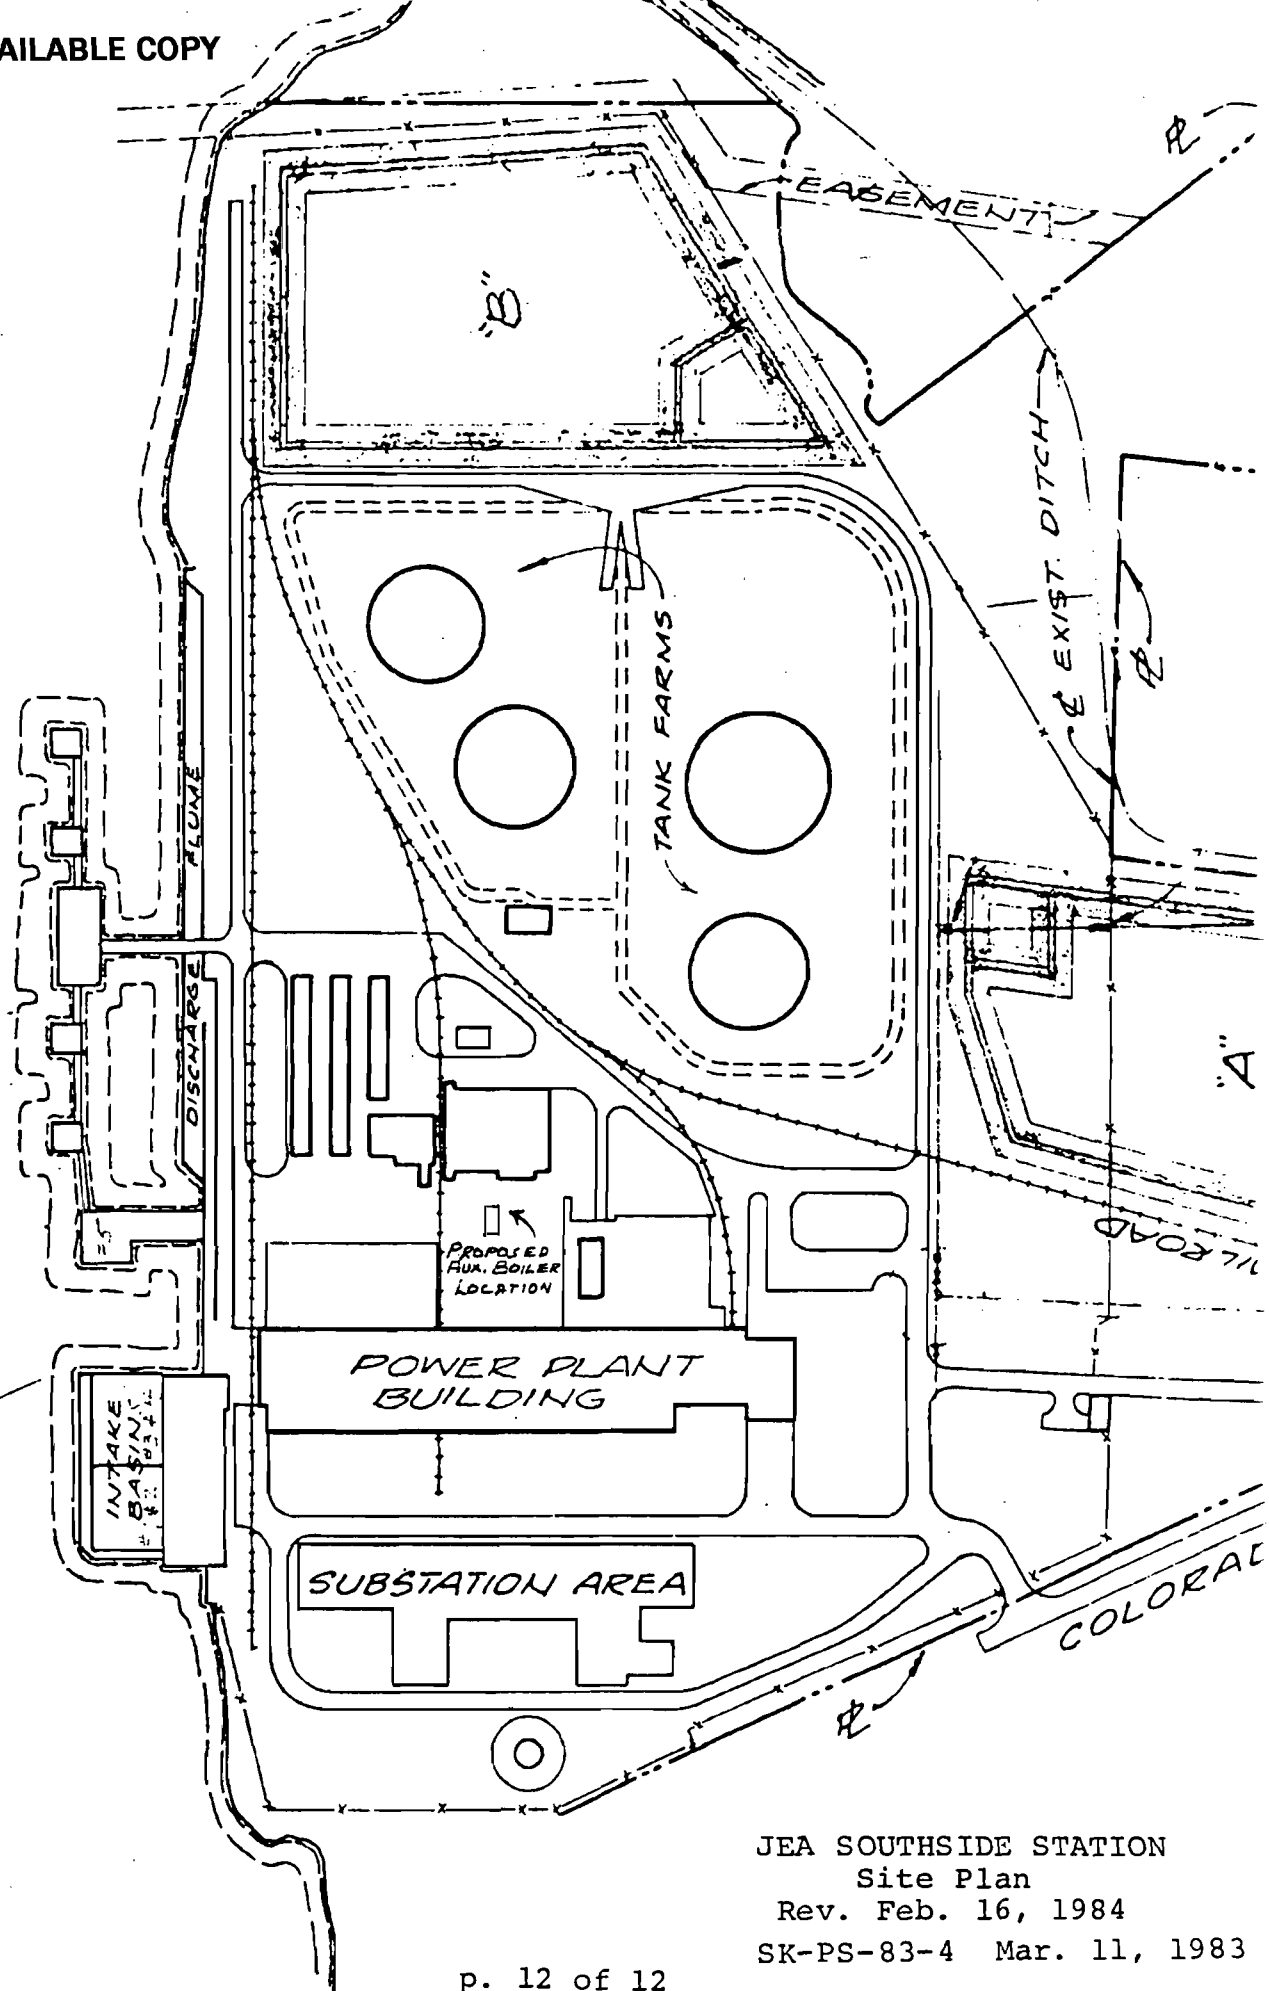 AILABLE COPY
℄
EASEMENT
"B"
℄ EXIST. DITCH
TANK FARMS
FLUME
DISCHARGE
"A"
PROPOSED
AUX. BOILER
LOCATION
POWER PLANT
BUILDING
INTAKE
BASINS
SUBSTATION AREA
COLORAD
JEA SOUTHSIDE STATION
Site Plan
Rev. Feb. 16, 1984
SK-PS-83-4 Mar. 11, 1983
p. 12 of 12